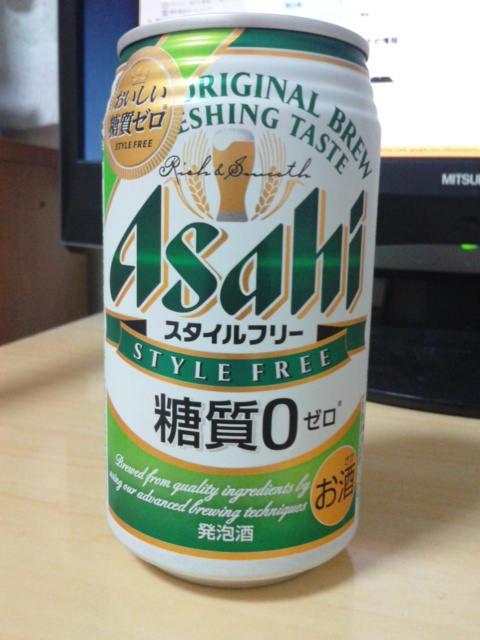 おいしい
糖質ゼロ
STYLE FREE
ORIGINAL BREW
ESHING TASTE
Rich & Smooth
Asahi
スタイルフリー
STYLE FREE
糖質0ゼロ※
Brewed from quality ingredients by
using our advanced brewing techniques
お酒
発泡酒
MITSU